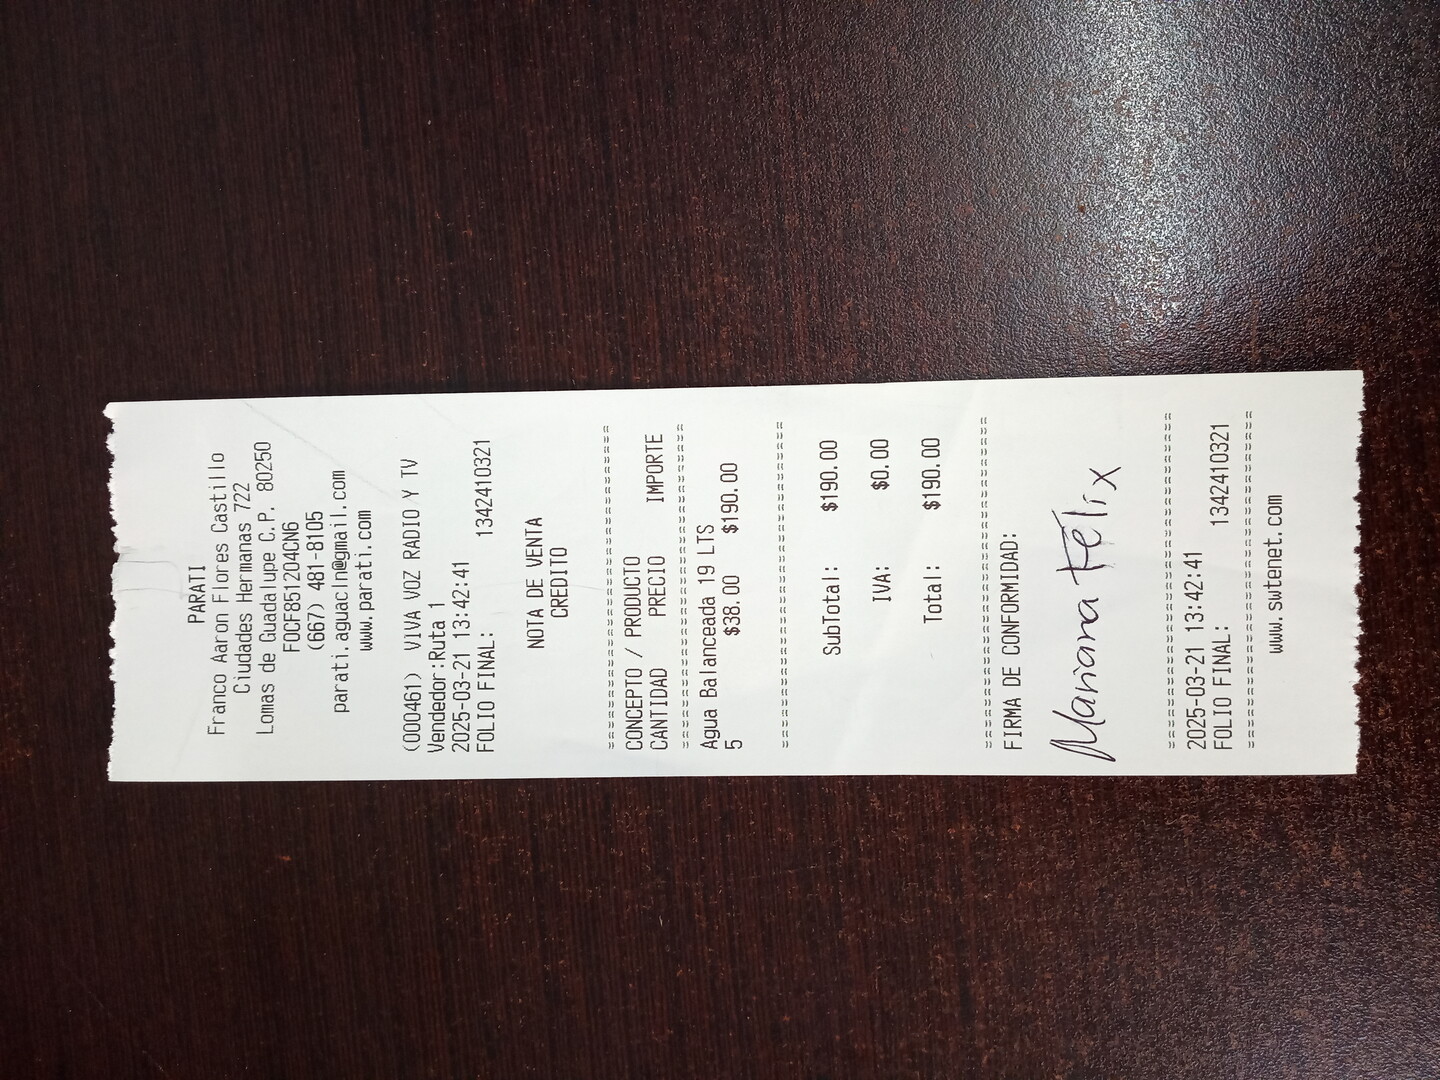 PARATI
Franco Aaron Flores Castillo
Ciudades Hermanas 722
Lomas de Guadalupe C.P. 80250
FOCF851204CN6
(667) 481-8105
parati.aguacln@gmail.com
www.parati.com
(000461) VIVA VOZ RADIO Y TV
Vendedor:Ruta 1
2025-03-21 13:42:41
FOLIO FINAL: 1342410321
NOTA DE VENTA
CREDITO
CONCEPTO / PRODUCTO
CANTIDAD PRECIO IMPORTE
Agua Balanceada 19 LTS
5 $38.00 $190.00
SubTotal: $190.00
IVA: $0.00
Total: $190.00
FIRMA DE CONFORMIDAD:
Mariana Félix
2025-03-21 13:42:41
FOLIO FINAL: 1342410321
www.swtenet.com